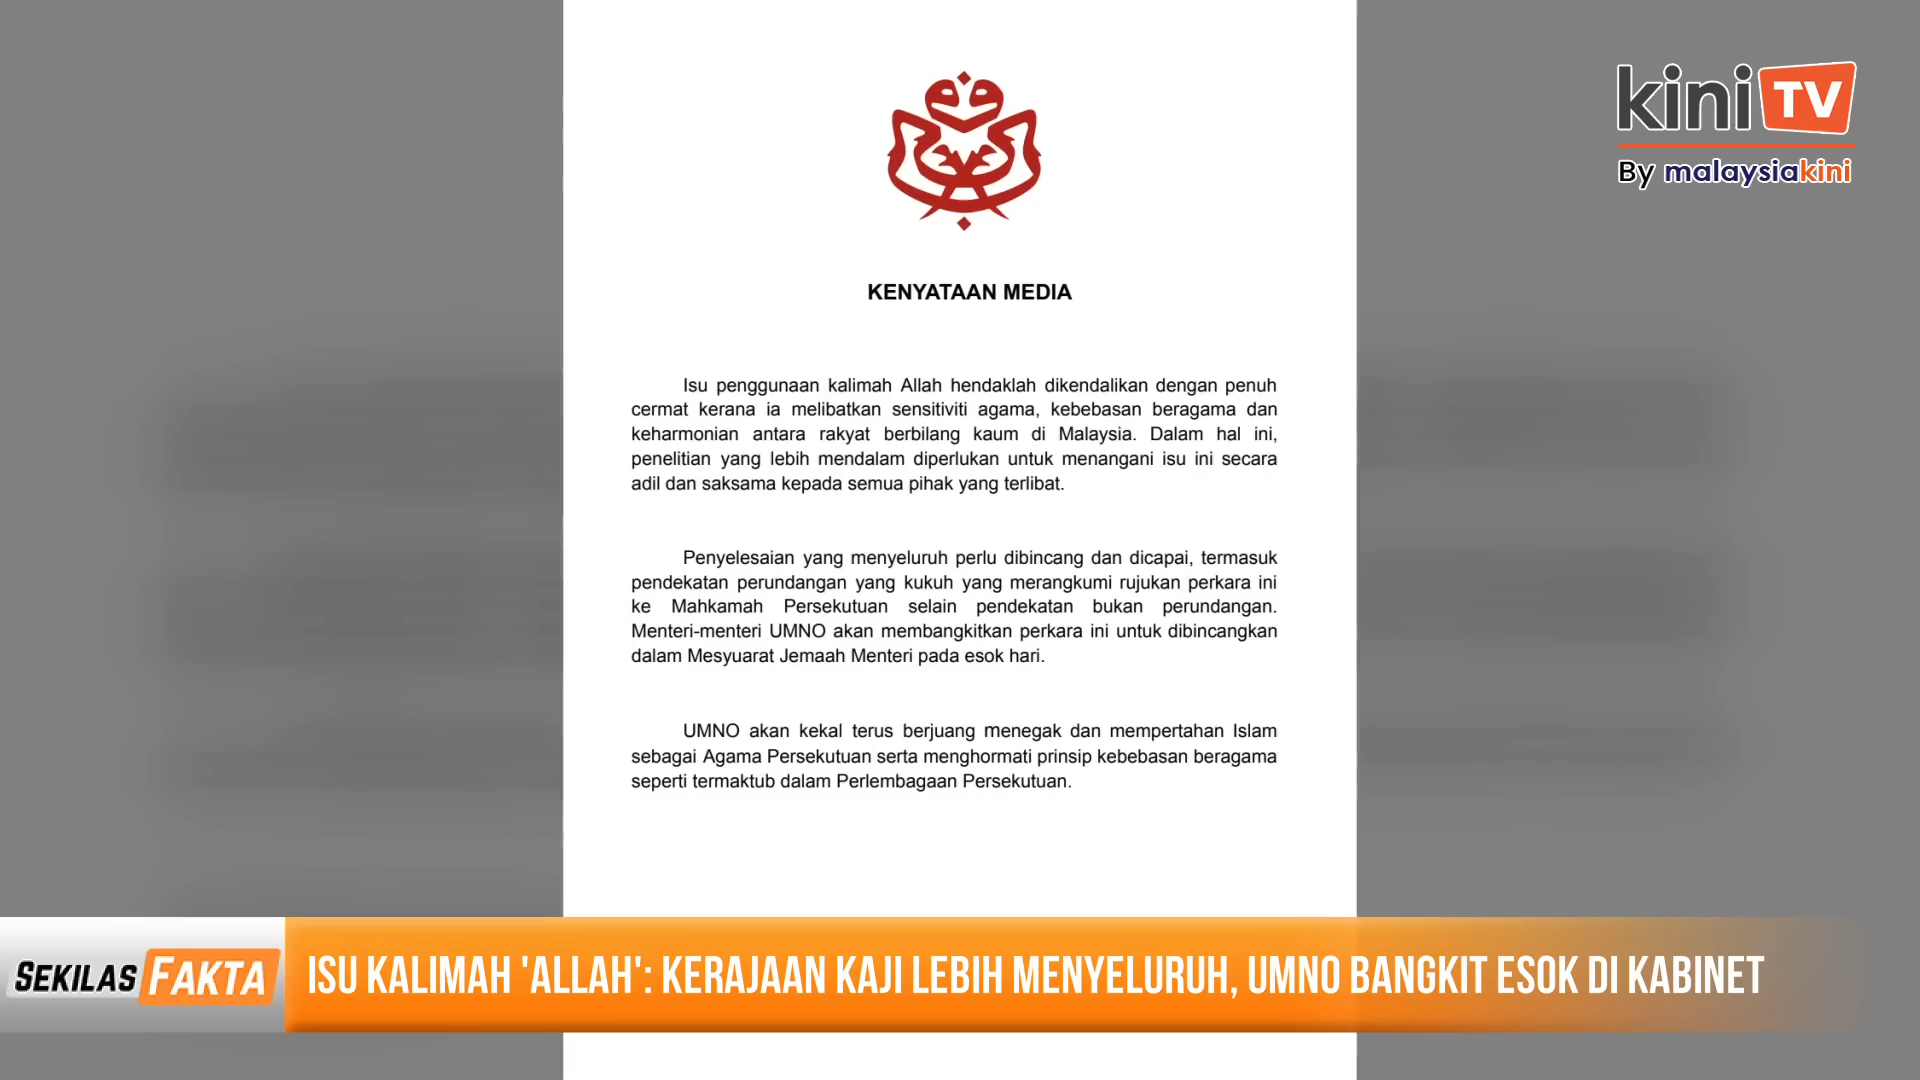 kini TV
By malaysiakini
KENYATAAN MEDIA
Isu penggunaan kalimah Allah hendaklah dikendalikan dengan penuh
cermat kerana ia melibatkan sensitiviti agama, kebebasan beragama dan
keharmonian antara rakyat berbilang kaum di Malaysia. Dalam hal ini,
penelitian yang lebih mendalam diperlukan untuk menangani isu ini secara
adil dan saksama kepada semua pihak yang terlibat.
Penyelesaian yang menyeluruh perlu dibincang dan dicapai, termasuk
pendekatan perundangan yang kukuh yang merangkumi rujukan perkara ini
ke Mahkamah Persekutuan selain pendekatan bukan perundangan.
Menteri-menteri UMNO akan membangkitkan perkara ini untuk dibincangkan
dalam Mesyuarat Jemaah Menteri pada esok hari.
UMNO akan kekal terus berjuang menegak dan mempertahan Islam
sebagai Agama Persekutuan serta menghormati prinsip kebebasan beragama
seperti termaktub dalam Perlembagaan Persekutuan.
SEKILAS FAKTA
ISU KALIMAH 'ALLAH': KERAJAAN KAJI LEBIH MENYELURUH, UMNO BANGKIT ESOK DI KABINET